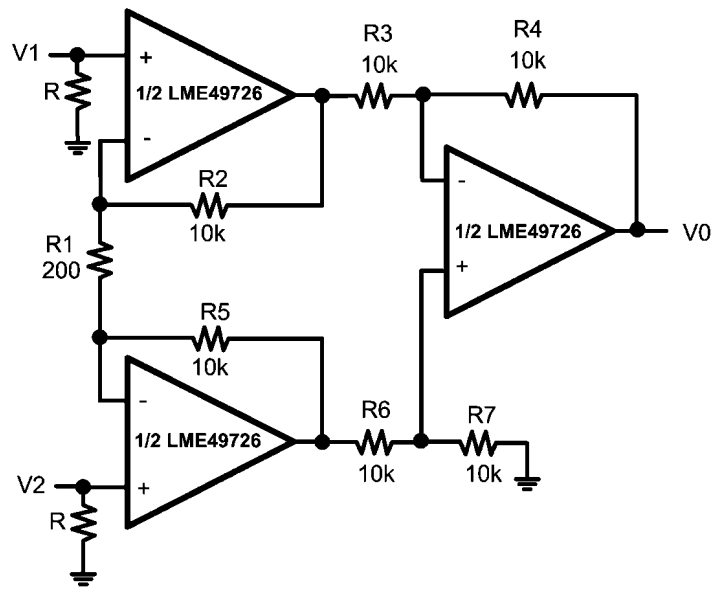 V1
+
R
1/2 LME49726
-
R3
10k
R4
10k
R2
10k
-
1/2 LME49726
+
V0
R1
200
R5
10k
-
1/2 LME49726
R6
10k
R7
10k
V2
+
R